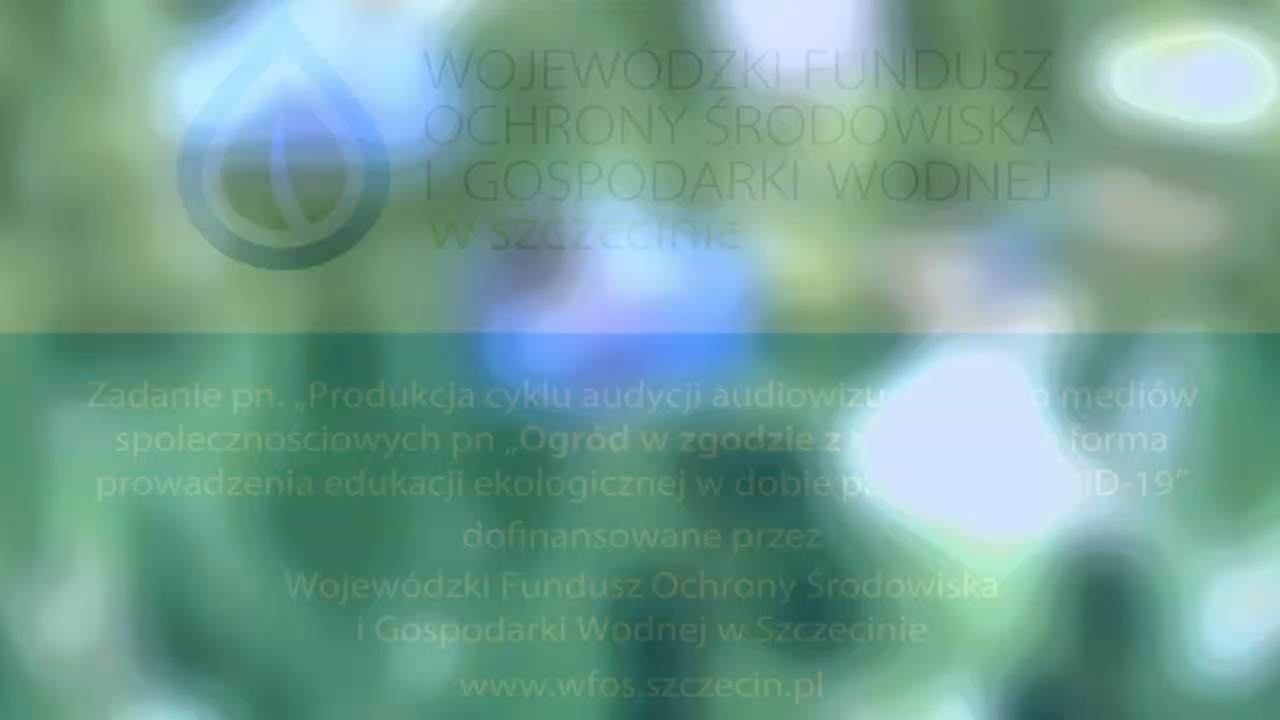 WOJEWÓDZKI FUNDUSZ
OCHRONY ŚRODOWISKA
I GOSPODARKI WODNEJ
W SZCZECINIE
Zadanie pn. „Produkcja cyklu audycji mediów
społecznościowych pn „Ogród w zgodzie z forma
prowadzenia edukacji ekologicznej w dobie
dofinansowane przez
Wojewódzki Fundusz Ochrony Środowiska
i Gospodarki Wodnej w Szczecinie
www.wfos.szczecin.pl